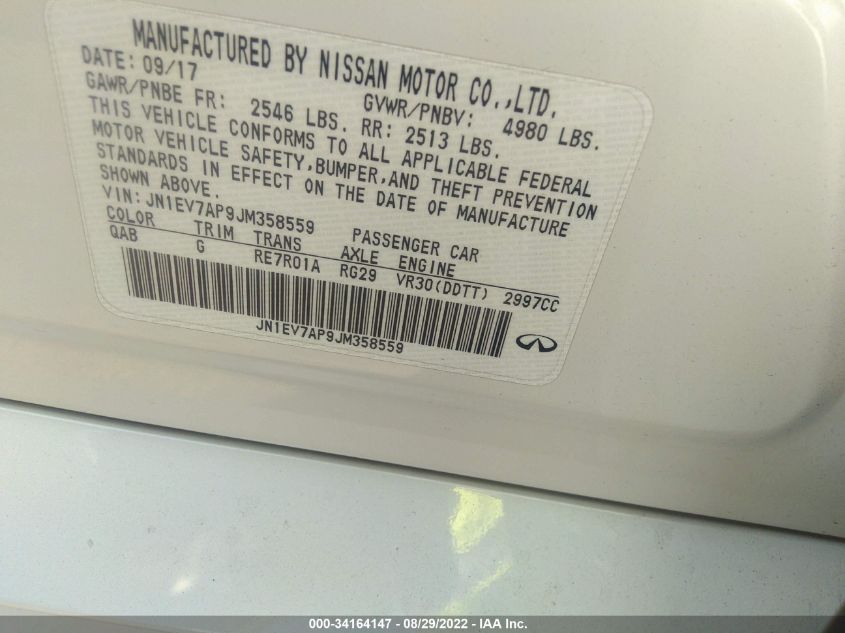 MANUFACTURED BY NISSAN MOTOR CO.,LTD.
DATE: 09/17 GVWR/PNBV: 4980 LBS.
GAWR/PNBE FR: 2546 LBS. RR: 2513 LBS.
THIS VEHICLE CONFORMS TO ALL APPLICABLE FEDERAL
MOTOR VEHICLE SAFETY,BUMPER,AND THEFT PREVENTION
STANDARDS IN EFFECT ON THE DATE OF MANUFACTURE
SHOWN ABOVE.
VIN: JN1EV7AP9JM358559 PASSENGER CAR
COLOR TRIM TRANS AXLE ENGINE
QAB G RE7R01A RG29 VR30(DDTT) 2997CC
JN1EV7AP9JM358559
000-34164147 - 08/29/2022 - IAA Inc.